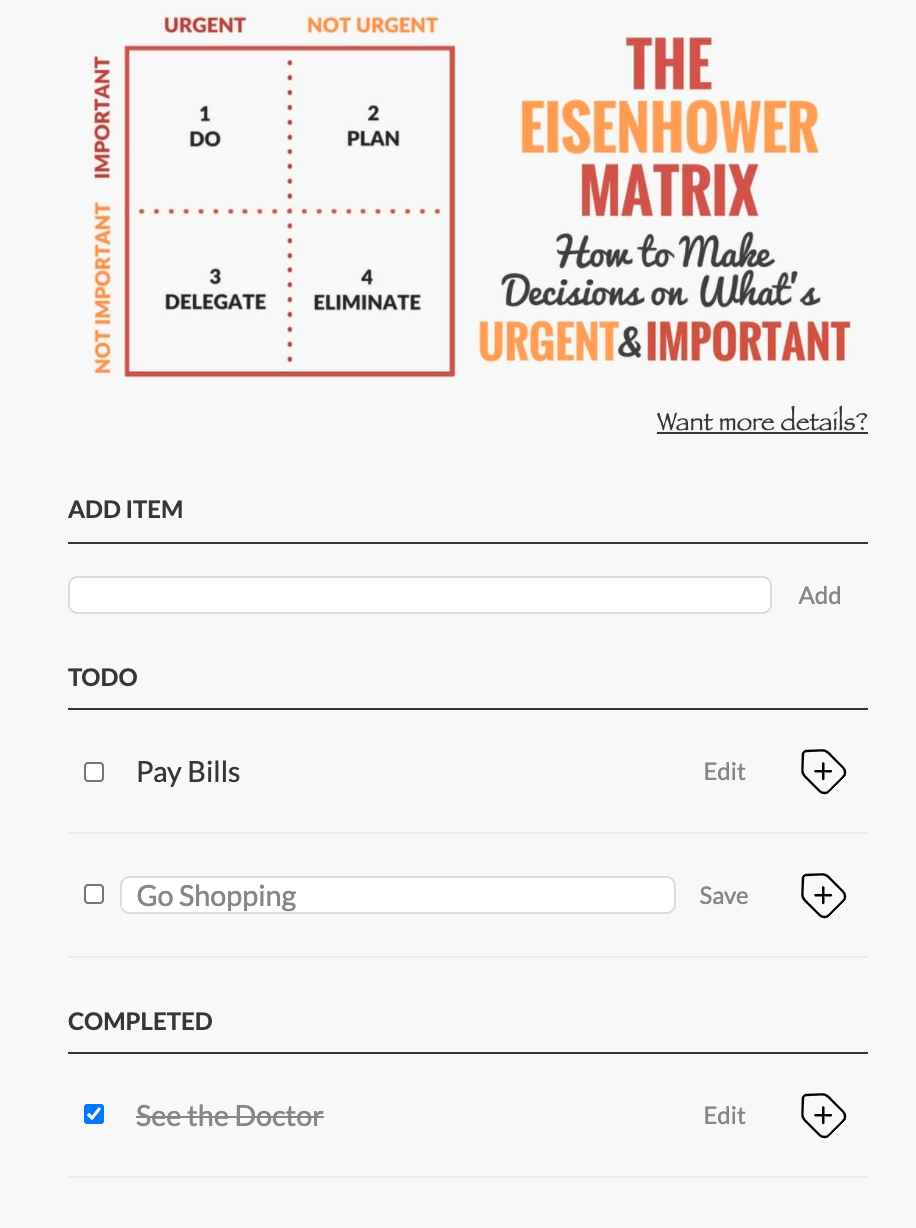 URGENT NOT URGENT
IMPORTANT
NOT IMPORTANT
1
DO
2
PLAN
3
DELEGATE
4
ELIMINATE
THE
EISENHOWER
MATRIX
How to Make
Decisions on What's
URGENT&IMPORTANT
Want more details?
ADD ITEM
Add
TODO
Pay Bills Edit
Go Shopping Save
COMPLETED
See the Doctor Edit